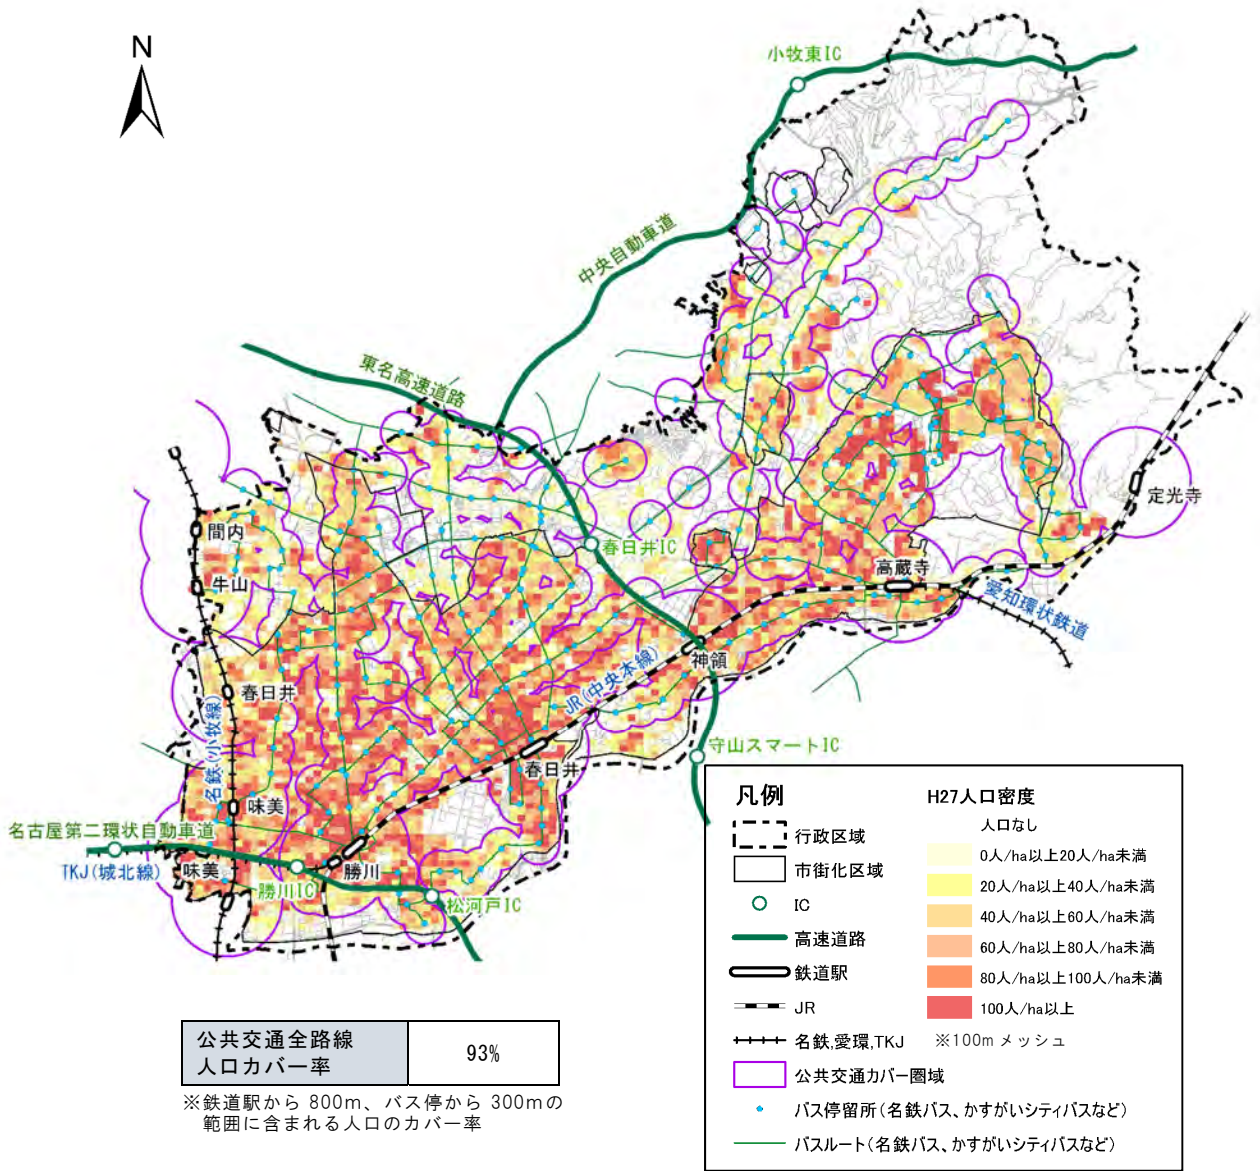 N
小牧東IC
中央自動車道
東名高速道路
定光寺
間内
春日井IC
牛山
高蔵寺
愛知環状鉄道
神領
JR(中央本線)
春日井
名鉄(小牧線)
守山スマートIC
春日井
味美
名古屋第二環状自動車道
TKJ(城北線)
味美
勝川
勝川IC
松河戸IC
凡例
行政区域
市街化区域
IC
高速道路
鉄道駅
JR
名鉄,愛環,TKJ
公共交通カバー圏域
バス停留所(名鉄バス、かすがいシティバスなど)
バスルート(名鉄バス、かすがいシティバスなど)
H27人口密度
人口なし
0人/ha以上20人/ha未満
20人/ha以上40人/ha未満
40人/ha以上60人/ha未満
60人/ha以上80人/ha未満
80人/ha以上100人/ha未満
100人/ha以上
※100m メッシュ
公共交通全路線
人口カバー率
93%
※鉄道駅から 800m、バス停から 300mの
範囲に含まれる人口のカバー率